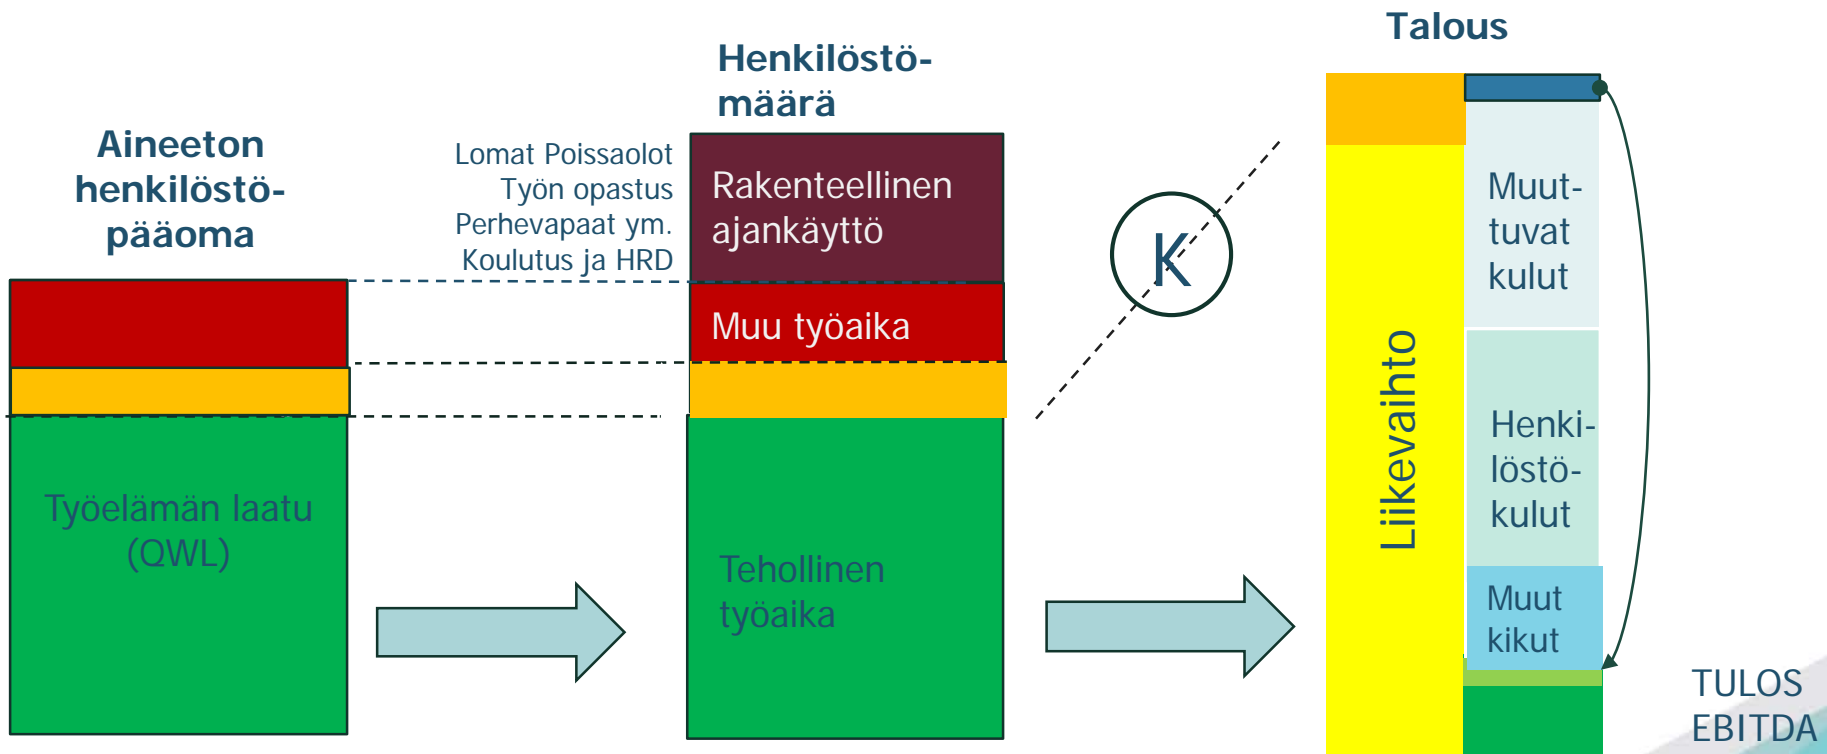 Aineeton
henkilöstö-
pääoma
Työelämän laatu
(QWL)
Lomat Poissaolot
Työn opastus
Perhevapaat ym.
Koulutus ja HRD
Henkilöstö-
määrä
Rakenteellinen
ajankäyttö
Muu työaika
Tehollinen
työaika
K
Talous
Liikevaihto
Muut-
tuvat
kulut
Henki-
löstö-
kulut
Muut
kikut
TULOS
EBITDA